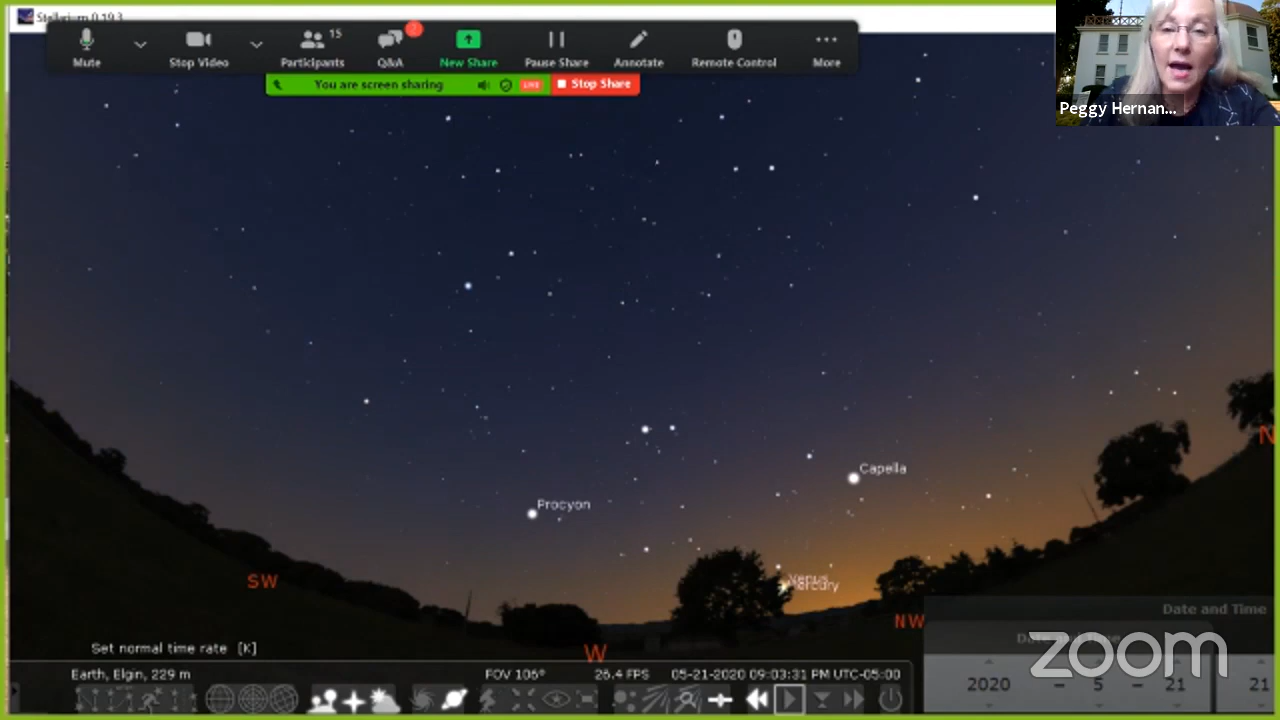 Stellarium 0.19.3
15
2
Mute
Stop Video
Participants
Q&A
New Share
Pause Share
Annotate
Remote Control
More
You are screen sharing
LIVE
Stop Share
Peggy Hernan...
N
Capella
Procyon
Venus
Mercury
SW
NW
W
Date and Time
Set normal time rate [K]
zoom
Earth, Elgin, 229 m
FOV 106°
26.4 FPS
05-21-2020 09:03:31 PM UTC-05:00
2020 - 5 - 21
21